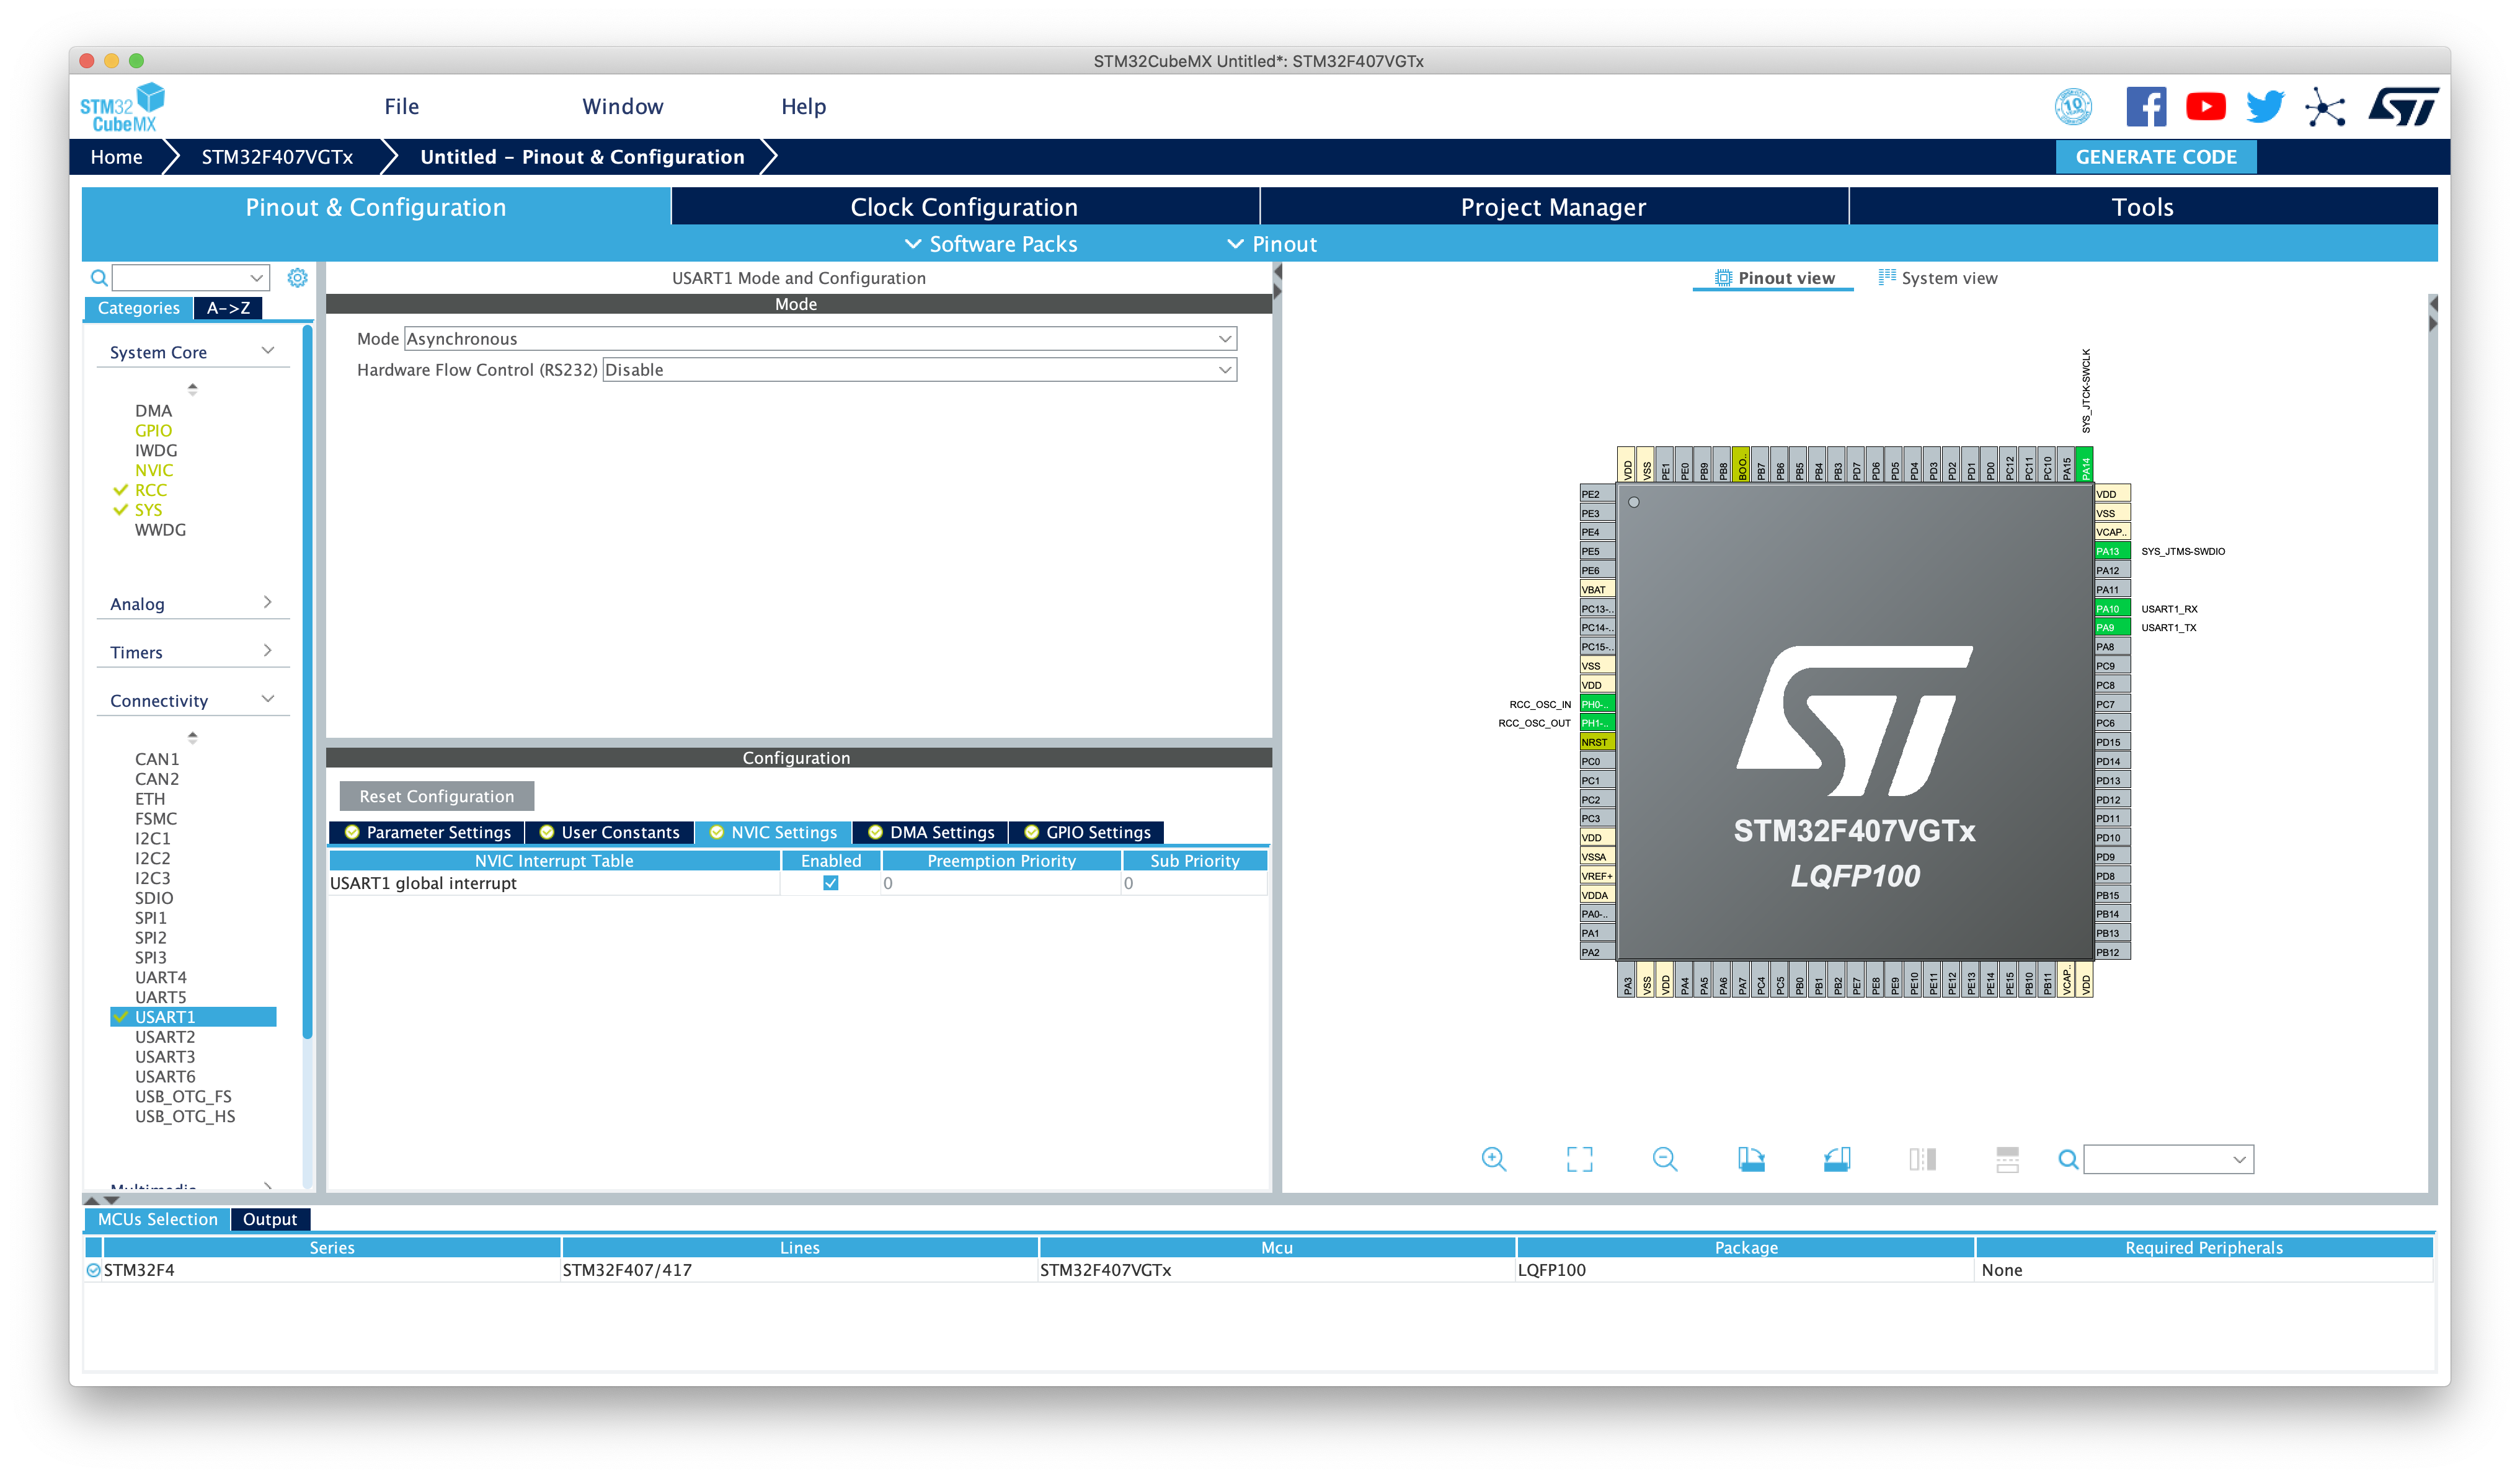 STM32CubeMX Untitled*: STM32F407VGTx
STM32
CubeMX
File
Window
Help
10
Home
STM32F407VGTx
Untitled – Pinout & Configuration
GENERATE CODE
Pinout & Configuration
Clock Configuration
Project Manager
Tools
Software Packs
Pinout
Categories
A->Z
System Core
DMA
GPIO
IWDG
NVIC
RCC
SYS
WWDG
Analog
Timers
Connectivity
CAN1
CAN2
ETH
FSMC
I2C1
I2C2
I2C3
SDIO
SPI1
SPI2
SPI3
UART4
UART5
USART1
USART2
USART3
USART6
USB_OTG_FS
USB_OTG_HS
Multimedia
USART1 Mode and Configuration
Mode
Mode Asynchronous
Hardware Flow Control (RS232) Disable
Configuration
Reset Configuration
Parameter Settings
User Constants
NVIC Settings
DMA Settings
GPIO Settings
NVIC Interrupt Table
Enabled
Preemption Priority
Sub Priority
USART1 global interrupt
0
0
Pinout view
System view
SYS_JTCK-SWCLK
VDD
VSS
PE1
PE0
PB9
PB8
BOO..
PB7
PB6
PB5
PB4
PB3
PD7
PD6
PD5
PD4
PD3
PD2
PD1
PD0
PC12
PC11
PC10
PA15
PA14
PE2
PE3
PE4
PE5
PE6
VBAT
PC13-..
PC14-..
PC15-..
VSS
VDD
RCC_OSC_IN PH0-..
RCC_OSC_OUT PH1-..
NRST
PC0
PC1
PC2
PC3
VDD
VSSA
VREF+
VDDA
PA0-..
PA1
PA2
ST
STM32F407VGTx
LQFP100
VDD
VSS
VCAP..
PA13 SYS_JTMS-SWDIO
PA12
PA11
PA10 USART1_RX
PA9 USART1_TX
PA8
PC9
PC8
PC7
PC6
PD15
PD14
PD13
PD12
PD11
PD10
PD9
PD8
PB15
PB14
PB13
PB12
PA3
VSS
VDD
PA4
PA5
PA6
PA7
PC4
PC5
PB0
PB1
PB2
PE7
PE8
PE9
PE10
PE11
PE12
PE13
PE14
PE15
PB10
PB11
VCAP..
VDD
MCUs Selection
Output
Series
Lines
Mcu
Package
Required Peripherals
STM32F4
STM32F407/417
STM32F407VGTx
LQFP100
None